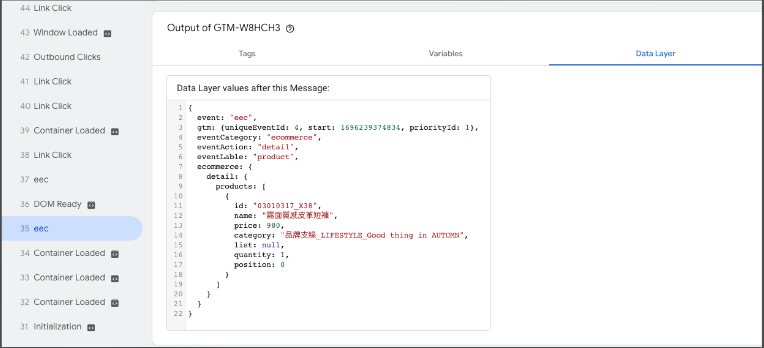 44 Link Click
43 Window Loaded
42 Outbound Clicks
41 Link Click
40 Link Click
39 Container Loaded
38 Link Click
37 eec
36 DOM Ready
35 eec
34 Container Loaded
33 Container Loaded
32 Container Loaded
31 Initialization
Output of GTM-W8HCH3
Tags Variables Data Layer
Data Layer values after this Message:
1 {
2 event: "eec",
3 gtm: {uniqueEventId: 4, start: 1696239374834, priorityId: 1},
4 eventCategory: "ecommerce",
5 eventAction: "detail",
6 eventLable: "product",
7 ecommerce: {
8 detail: {
9 products: [
10 {
11 id: "03010317_X38",
12 name: "霧面質感皮革短褲",
13 price: 980,
14 category: "品牌支線_LIFESTYLE_Good thing in AUTUMN",
15 list: null,
16 quantity: 1,
17 position: 0
18 }
19 ]
20 }
21 }
22 }